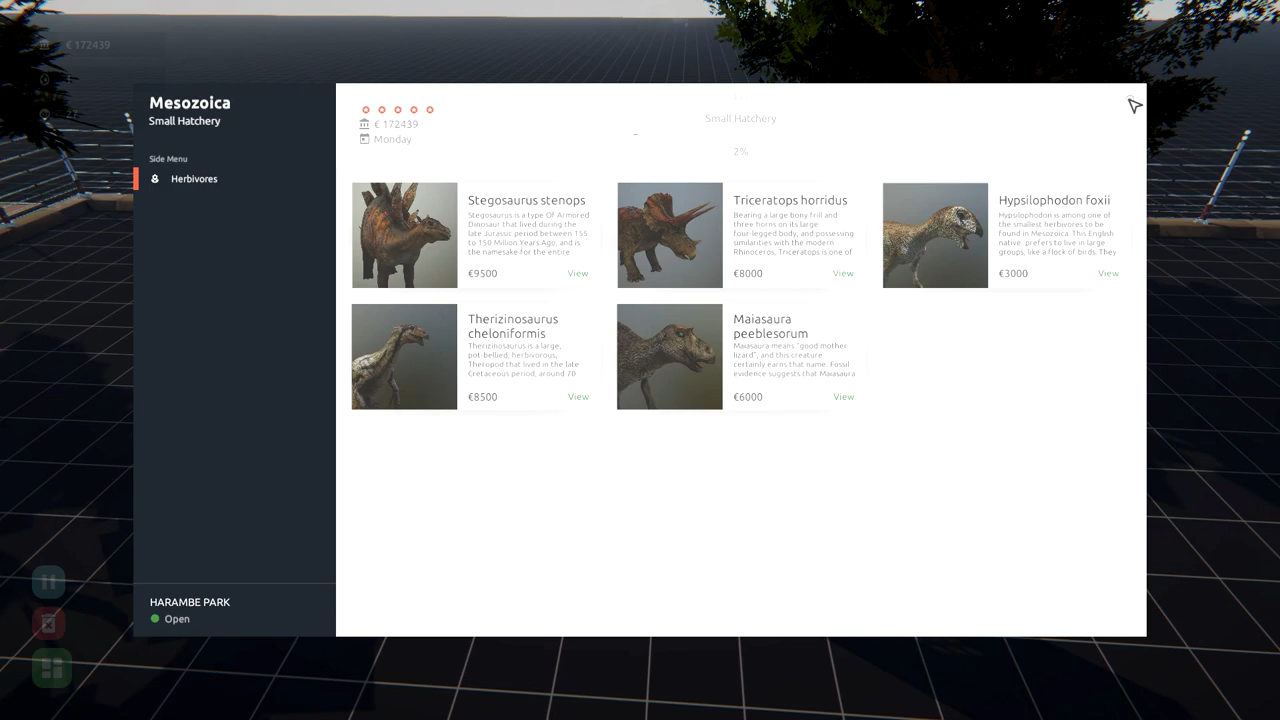 € 172439
Mesozoica
Small Hatchery
Side Menu
Herbivores
HARAMBE PARK
Open
€ 172439
Monday
Small Hatchery
2%
Stegosaurus stenops
Stegosaurus is a type Of Armored
Dinosaur that lived during the
late Jurassic period between 155
to 150 Million Years Ago, and is
the namesake for the entire
€9500
View
Triceratops horridus
Bearing a large bony frill and
three horns on its large
four-legged body, and possessing
similarities with the modern
Rhinoceros, Triceratops is one of
€8000
View
Hypsilophodon foxii
Hypsilophodon is among one of
the smallest herbivores to be
found in Mesozoica. This English
native, prefers to live in large
groups, like a flock of birds. They
€3000
View
Therizinosaurus
cheloniformis
Therizinosaurus is a large,
pot-bellied, herbivorous,
Theropod that lived in the late
Cretaceous period, around 70
€8500
View
Maiasaura
peeblesorum
Maiasaura means "good mother
lizard", and this creature
certainly earns that name. Fossil
evidence suggests that Maiasaura
€6000
View